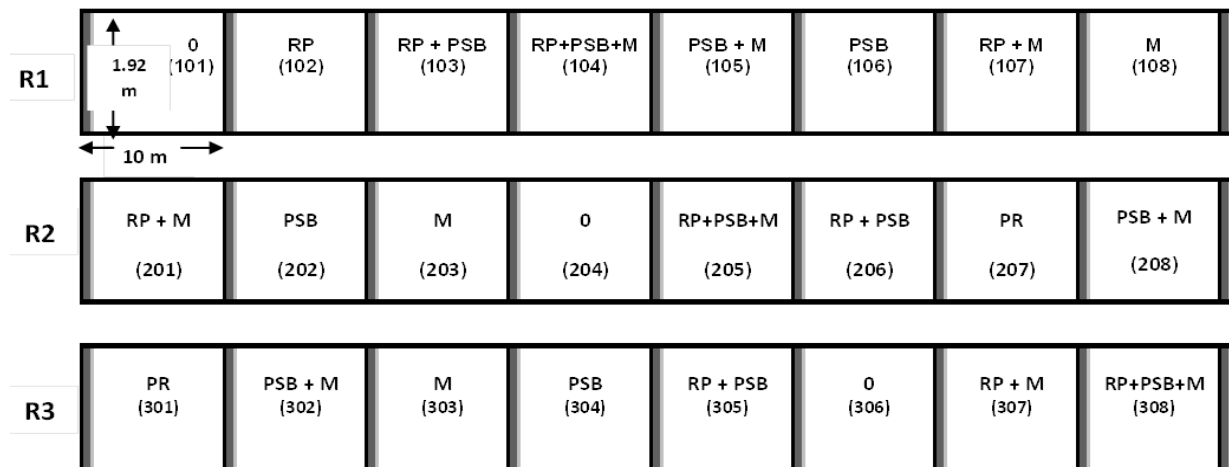 R1
1.92
m
10 m
0
(101)
RP
(102)
RP + PSB
(103)
RP+PSB+M
(104)
PSB + M
(105)
PSB
(106)
RP + M
(107)
M
(108)
R2
RP + M
(201)
PSB
(202)
M
(203)
0
(204)
RP+PSB+M
(205)
RP + PSB
(206)
PR
(207)
PSB + M
(208)
R3
PR
(301)
PSB + M
(302)
M
(303)
PSB
(304)
RP + PSB
(305)
0
(306)
RP + M
(307)
RP+PSB+M
(308)